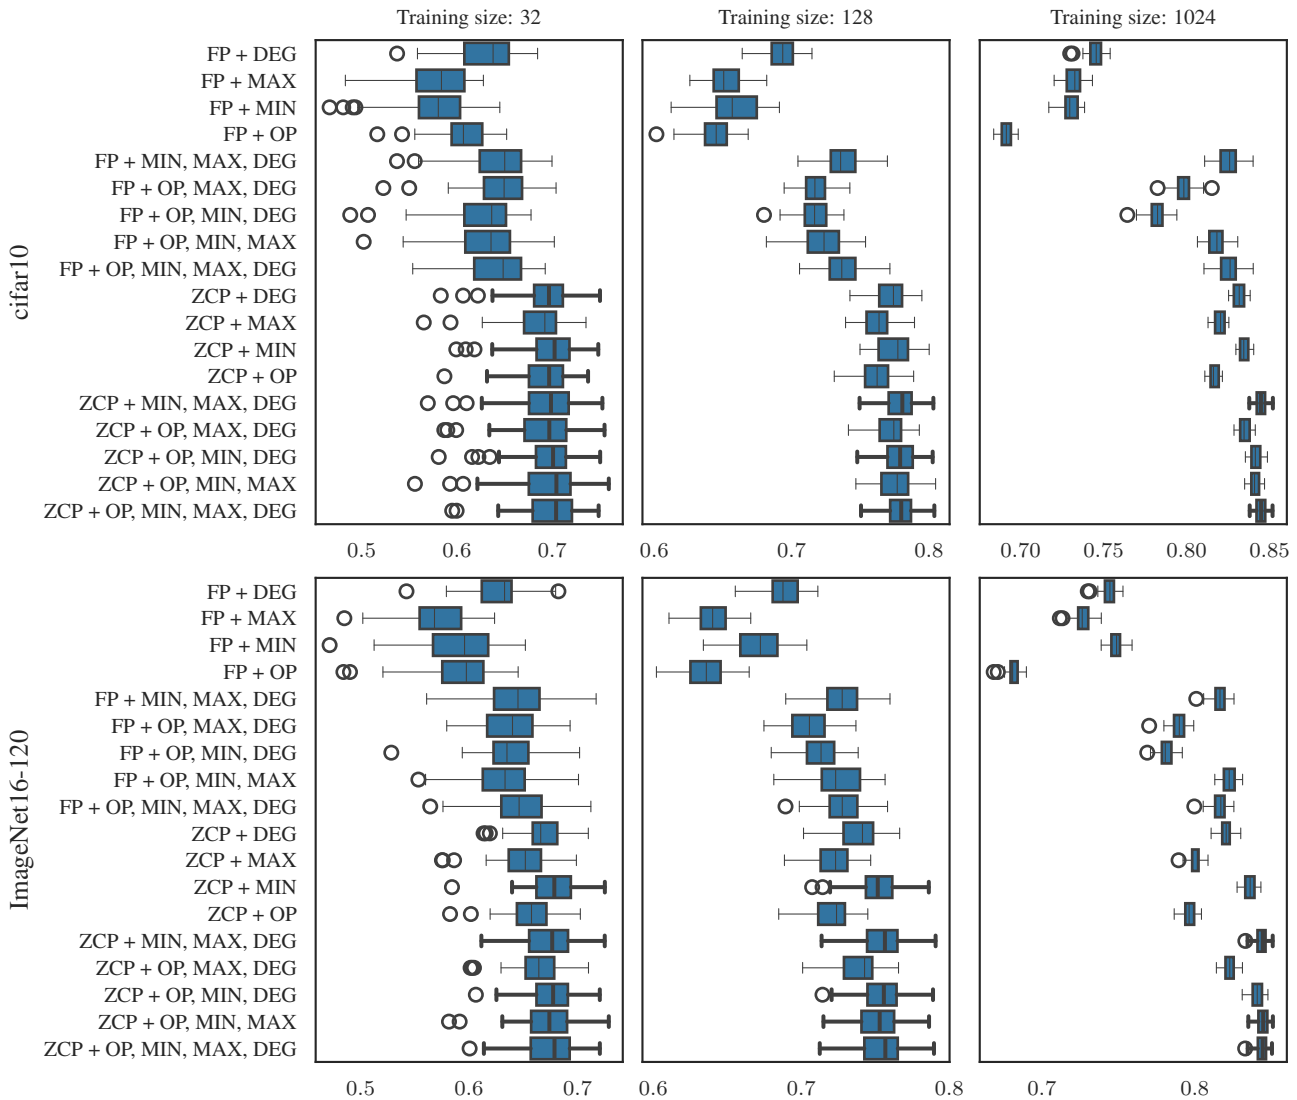 Training size: 32 Training size: 128 Training size: 1024
cifar10
FP + DEG
FP + MAX
FP + MIN
FP + OP
FP + MIN, MAX, DEG
FP + OP, MAX, DEG
FP + OP, MIN, DEG
FP + OP, MIN, MAX
FP + OP, MIN, MAX, DEG
ZCP + DEG
ZCP + MAX
ZCP + MIN
ZCP + OP
ZCP + MIN, MAX, DEG
ZCP + OP, MAX, DEG
ZCP + OP, MIN, DEG
ZCP + OP, MIN, MAX
ZCP + OP, MIN, MAX, DEG
0.5 0.6 0.7 0.6 0.7 0.8 0.70 0.75 0.80 0.85
ImageNet16-120
FP + DEG
FP + MAX
FP + MIN
FP + OP
FP + MIN, MAX, DEG
FP + OP, MAX, DEG
FP + OP, MIN, DEG
FP + OP, MIN, MAX
FP + OP, MIN, MAX, DEG
ZCP + DEG
ZCP + MAX
ZCP + MIN
ZCP + OP
ZCP + MIN, MAX, DEG
ZCP + OP, MAX, DEG
ZCP + OP, MIN, DEG
ZCP + OP, MIN, MAX
ZCP + OP, MIN, MAX, DEG
0.5 0.6 0.7 0.6 0.7 0.8 0.7 0.8